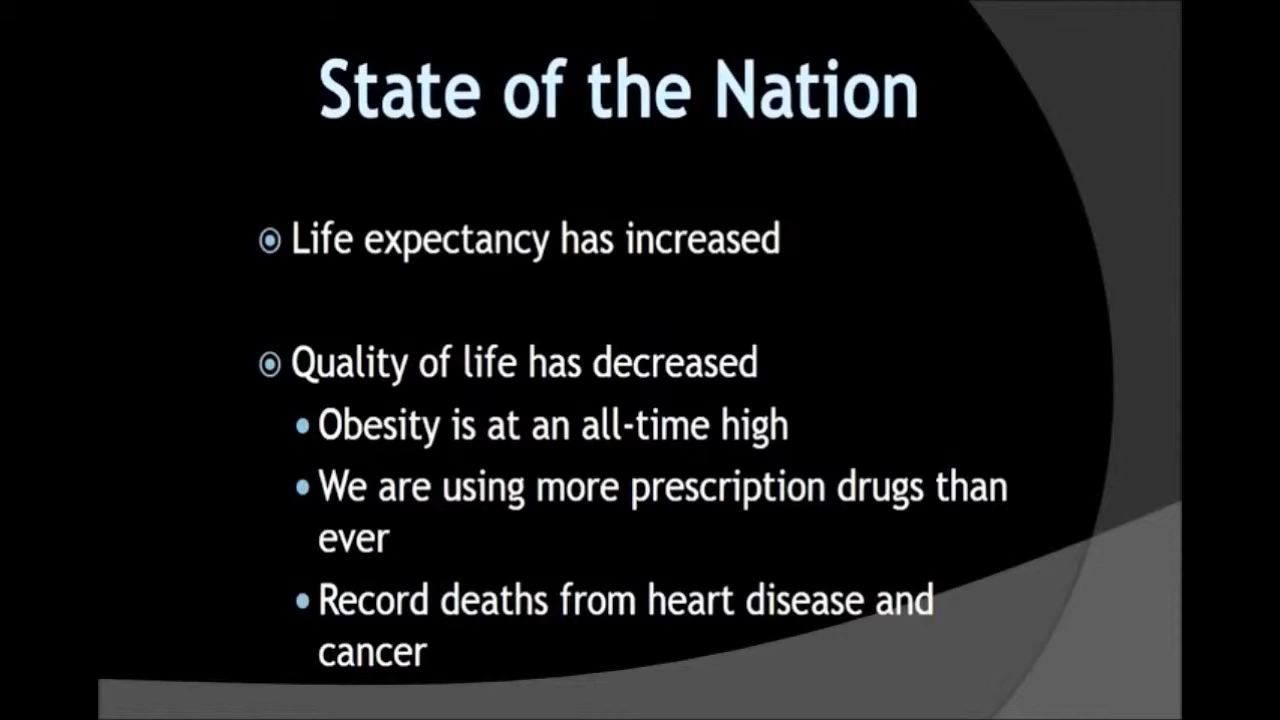 State of the Nation
Life expectancy has increased
Quality of life has decreased
Obesity is at an all-time high
We are using more prescription drugs than
ever
Record deaths from heart disease and
cancer